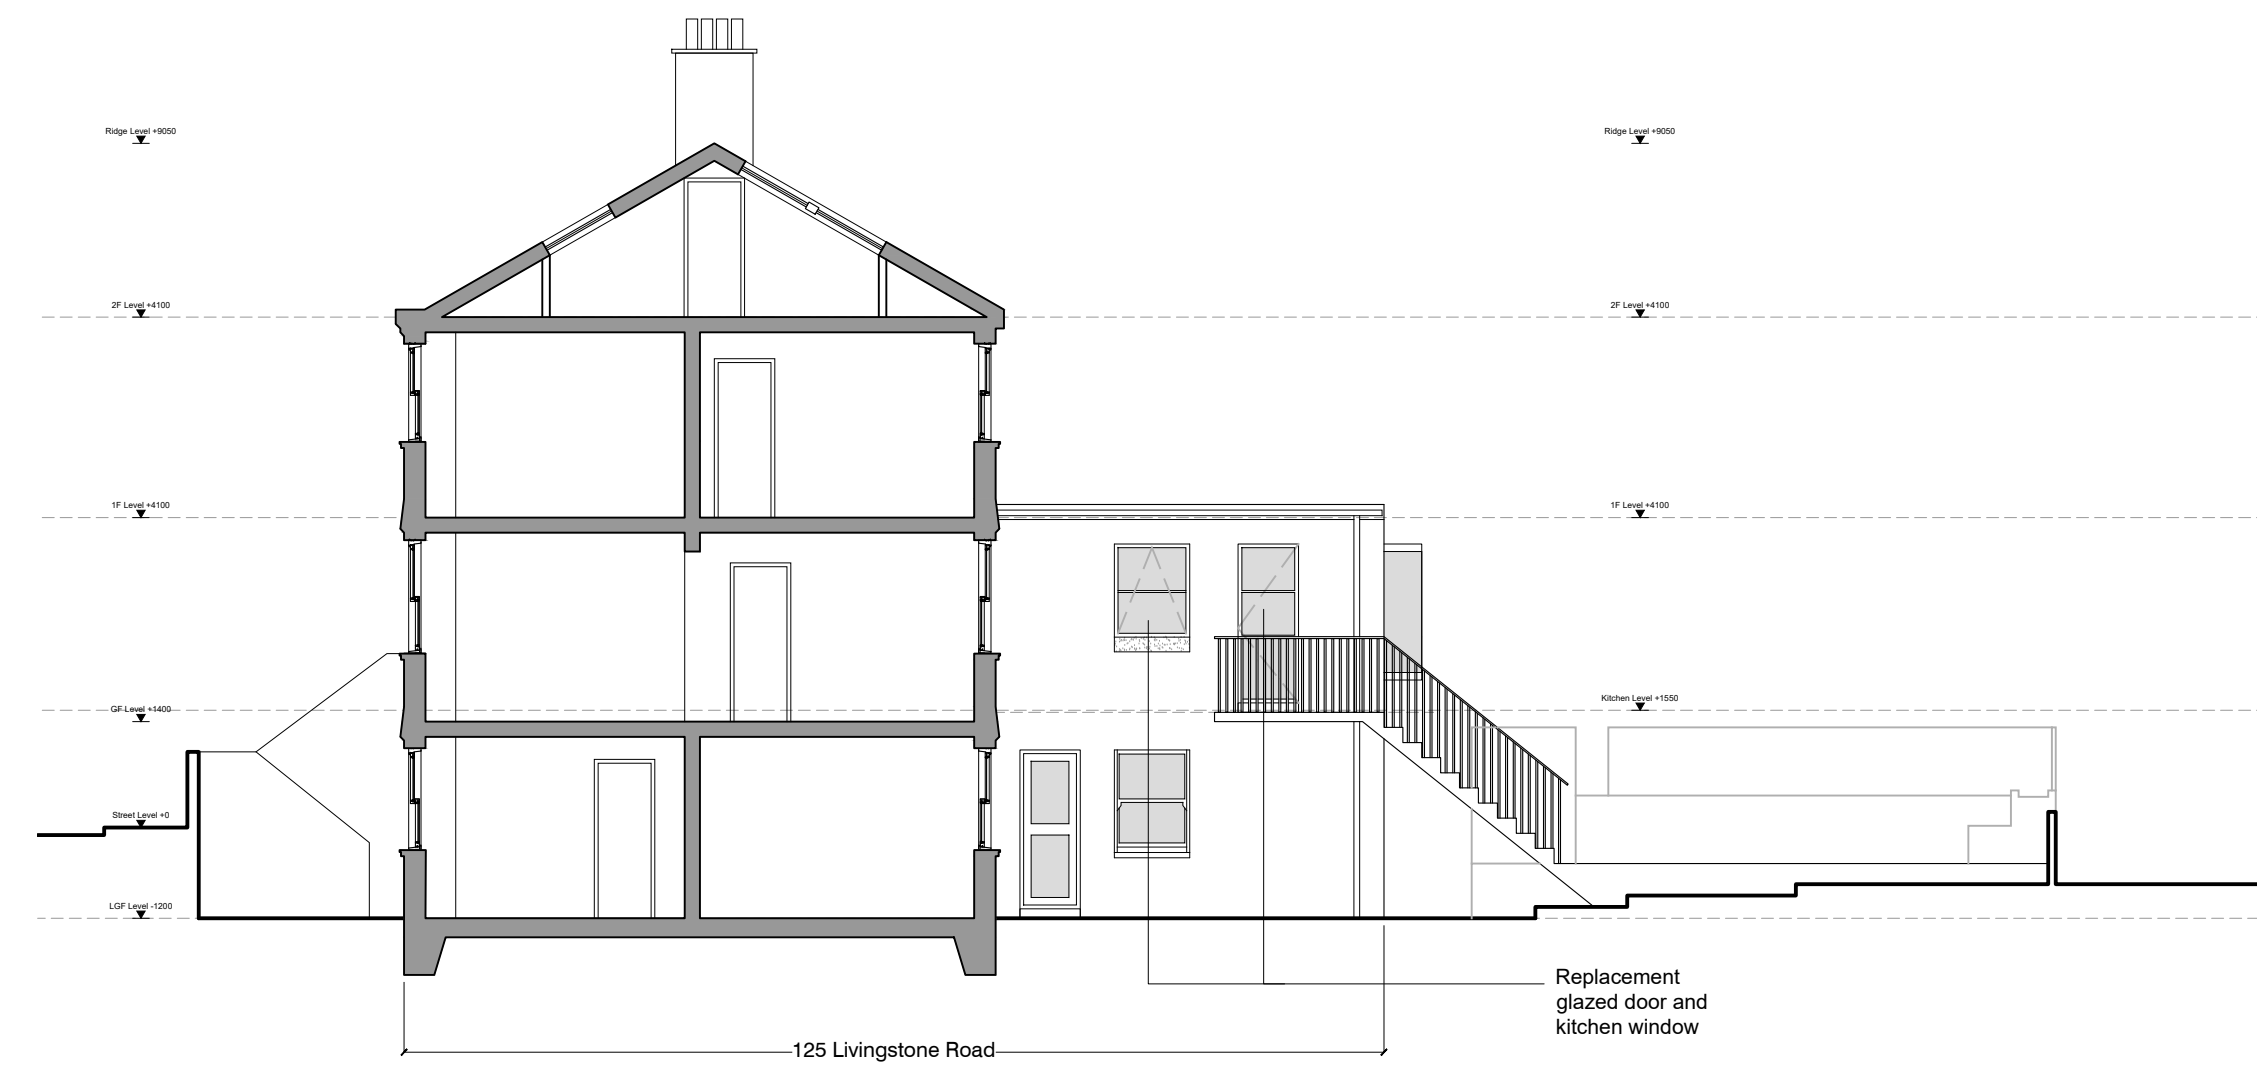 Ridge Level +9050
Ridge Level +9050
2F Level +4100
2F Level +4100
1F Level +4100
1F Level +4100
Kitchen Level +1550
GF Level +1400
Street Level +0
LGF Level -1200
Replacement
glazed door and
kitchen window
125 Livingstone Road